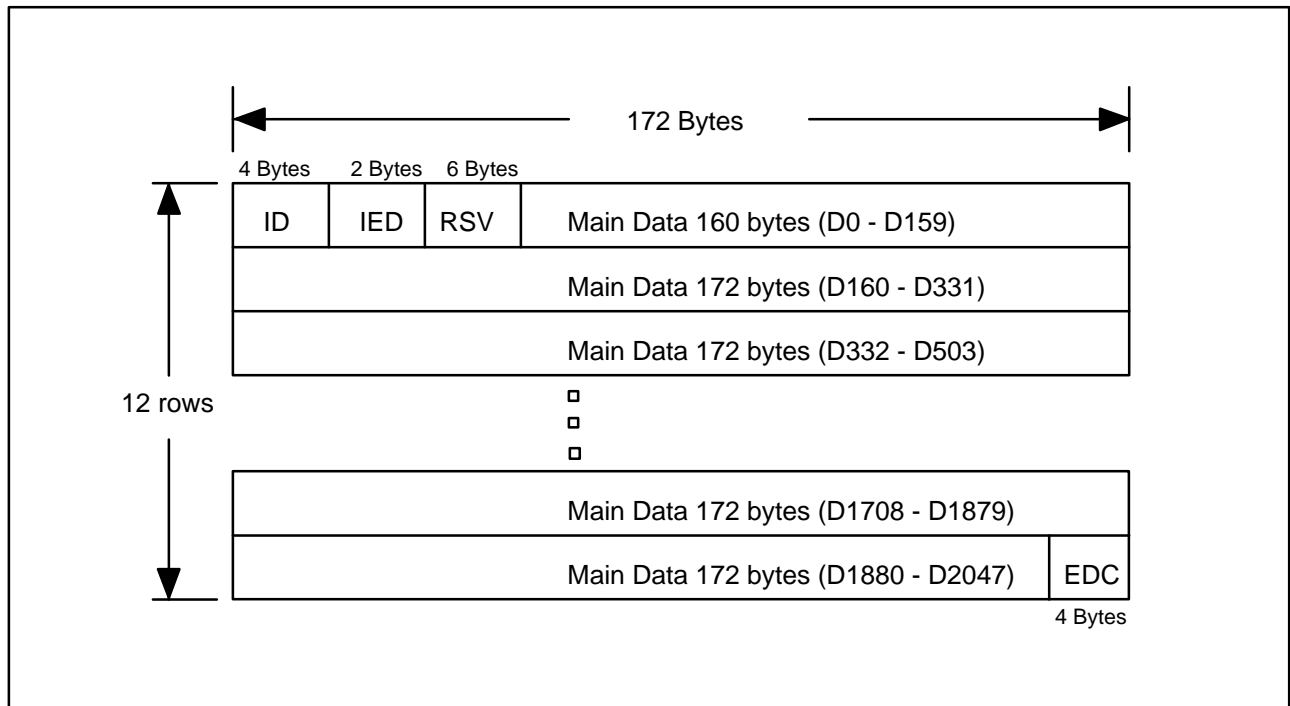 172 Bytes
4 Bytes 2 Bytes 6 Bytes
ID IED RSV Main Data 160 bytes (D0 - D159)
Main Data 172 bytes (D160 - D331)
Main Data 172 bytes (D332 - D503)
12 rows
Main Data 172 bytes (D1708 - D1879)
Main Data 172 bytes (D1880 - D2047) EDC
4 Bytes